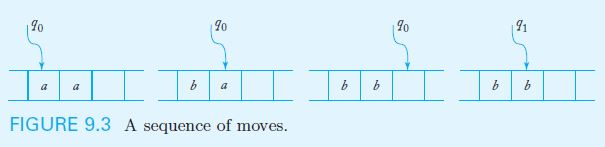 q0 q0 q0 q1
a a b a b b b b
FIGURE 9.3 A sequence of moves.